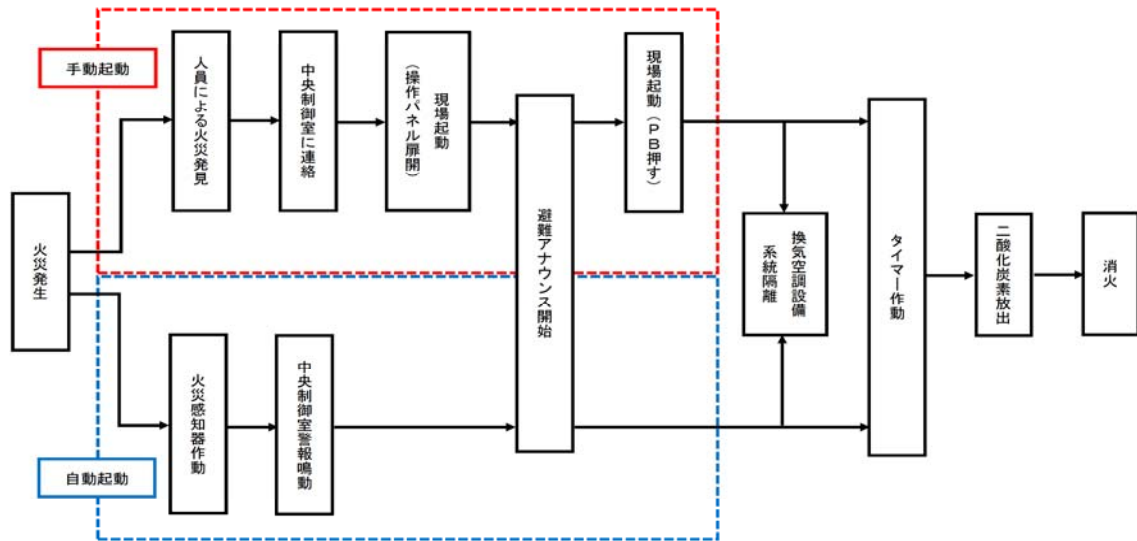 手動起動
火災発生
人員による火災発見
中央制御室に連絡
現場起動
(操作パネル扉開)
避難アナウンス開始
現場起動(PB押す)
換気空調設備
系統隔離
タイマー作動
二酸化炭素放出
消火
火災感知器作動
中央制御室警報鳴動
自動起動